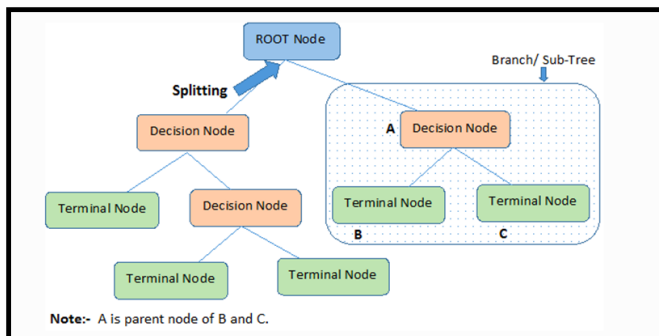 ROOT Node
Branch/ Sub-Tree
Splitting
Decision Node
A
Decision Node
Terminal Node
Decision Node
Terminal Node
Terminal Node
B
C
Terminal Node
Terminal Node
Note:- A is parent node of B and C.